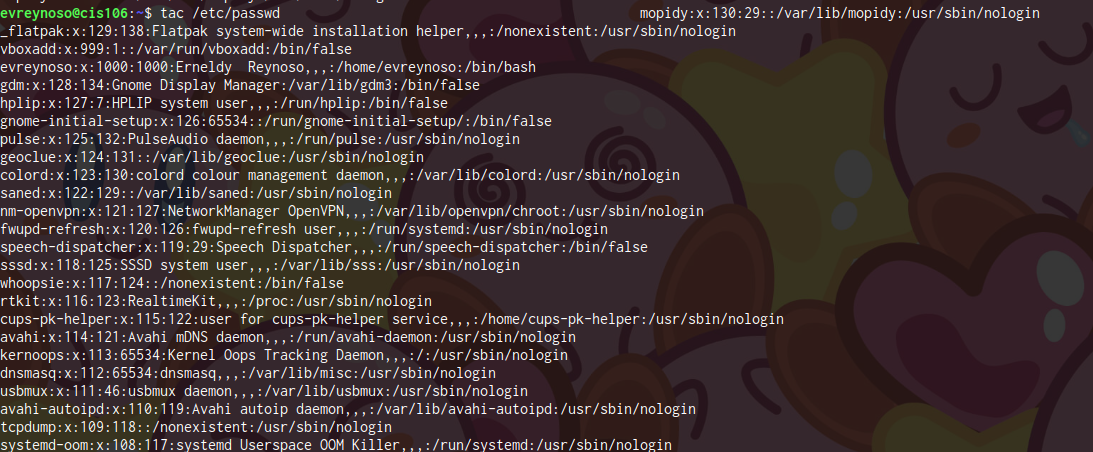 evreynoso@cis106:~$ tac /etc/passwd mopidy:x:130:29::/var/lib/mopidy:/usr/sbin/nologin
_flatpak:x:129:138:Flatpak system-wide installation helper,,,:/nonexistent:/usr/sbin/nologin
vboxadd:x:999:1::/var/run/vboxadd:/bin/false
evreynoso:x:1000:1000:Erneldy  Reynoso,,,:/home/evreynoso:/bin/bash
gdm:x:128:134:Gnome Display Manager:/var/lib/gdm3:/bin/false
hplip:x:127:7:HPLIP system user,,,:/run/hplip:/bin/false
gnome-initial-setup:x:126:65534::/run/gnome-initial-setup/:/bin/false
pulse:x:125:132:PulseAudio daemon,,,:/run/pulse:/usr/sbin/nologin
geoclue:x:124:131::/var/lib/geoclue:/usr/sbin/nologin
colord:x:123:130:colord colour management daemon,,,:/var/lib/colord:/usr/sbin/nologin
saned:x:122:129::/var/lib/saned:/usr/sbin/nologin
nm-openvpn:x:121:127:NetworkManager OpenVPN,,,:/var/lib/openvpn/chroot:/usr/sbin/nologin
fwupd-refresh:x:120:126:fwupd-refresh user,,,:/run/systemd:/usr/sbin/nologin
speech-dispatcher:x:119:29:Speech Dispatcher,,,:/run/speech-dispatcher:/bin/false
sssd:x:118:125:SSSD system user,,,:/var/lib/sss:/usr/sbin/nologin
whoopsie:x:117:124::/nonexistent:/bin/false
rtkit:x:116:123:RealtimeKit,,,:/proc:/usr/sbin/nologin
cups-pk-helper:x:115:122:user for cups-pk-helper service,,,:/home/cups-pk-helper:/usr/sbin/nologin
avahi:x:114:121:Avahi mDNS daemon,,,:/run/avahi-daemon:/usr/sbin/nologin
kernoops:x:113:65534:Kernel Oops Tracking Daemon,,,:/:/usr/sbin/nologin
dnsmasq:x:112:65534:dnsmasq,,,:/var/lib/misc:/usr/sbin/nologin
usbmux:x:111:46:usbmux daemon,,,:/var/lib/usbmux:/usr/sbin/nologin
avahi-autoipd:x:110:119:Avahi autoip daemon,,,:/var/lib/avahi-autoipd:/usr/sbin/nologin
tcpdump:x:109:118::/nonexistent:/usr/sbin/nologin
systemd-oom:x:108:117:systemd Userspace OOM Killer,,,:/run/systemd:/usr/sbin/nologin